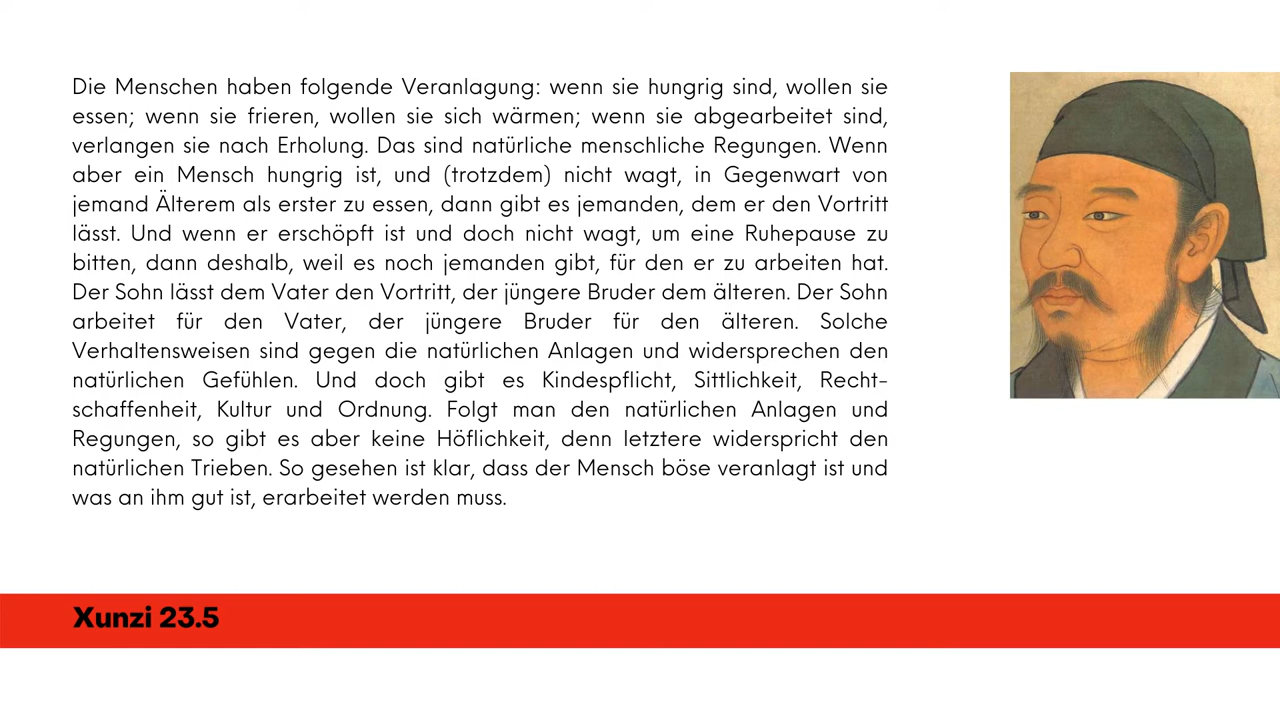 Die Menschen haben folgende Veranlagung: wenn sie hungrig sind, wollen sie
essen; wenn sie frieren, wollen sie sich wärmen; wenn sie abgearbeitet sind,
verlangen sie nach Erholung. Das sind natürliche menschliche Regungen. Wenn
aber ein Mensch hungrig ist, und (trotzdem) nicht wagt, in Gegenwart von
jemand Älterem als erster zu essen, dann gibt es jemanden, dem er den Vortritt
lässt. Und wenn er erschöpft ist und doch nicht wagt, um eine Ruhepause zu
bitten, dann deshalb, weil es noch jemanden gibt, für den er zu arbeiten hat.
Der Sohn lässt dem Vater den Vortritt, der jüngere Bruder dem älteren. Der Sohn
arbeitet für den Vater, der jüngere Bruder für den älteren. Solche
Verhaltensweisen sind gegen die natürlichen Anlagen und widersprechen den
natürlichen Gefühlen. Und doch gibt es Kindespflicht, Sittlichkeit, Recht-
schaffenheit, Kultur und Ordnung. Folgt man den natürlichen Anlagen und
Regungen, so gibt es aber keine Höflichkeit, denn letztere widerspricht den
natürlichen Trieben. So gesehen ist klar, dass der Mensch böse veranlagt ist und
was an ihm gut ist, erarbeitet werden muss.
Xunzi 23.5